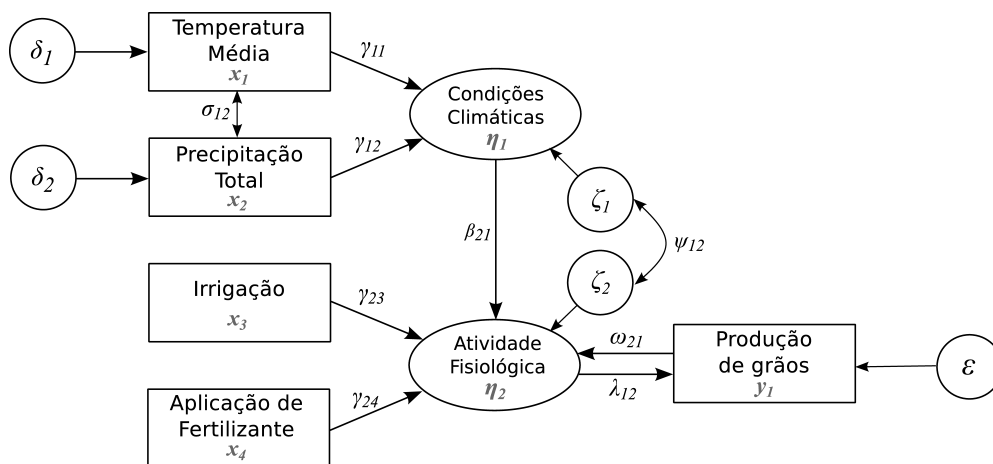 δ1
Temperatura
Média
x1
γ11
σ12
δ2
Precipitação
Total
x2
γ12
Condições
Climáticas
η1
ζ1
β21
ψ12
ζ2
Irrigação
x3
γ23
Atividade
Fisiológica
η2
ω21
λ12
Produção
de grãos
y1
ε
Aplicação de
Fertilizante
x4
γ24